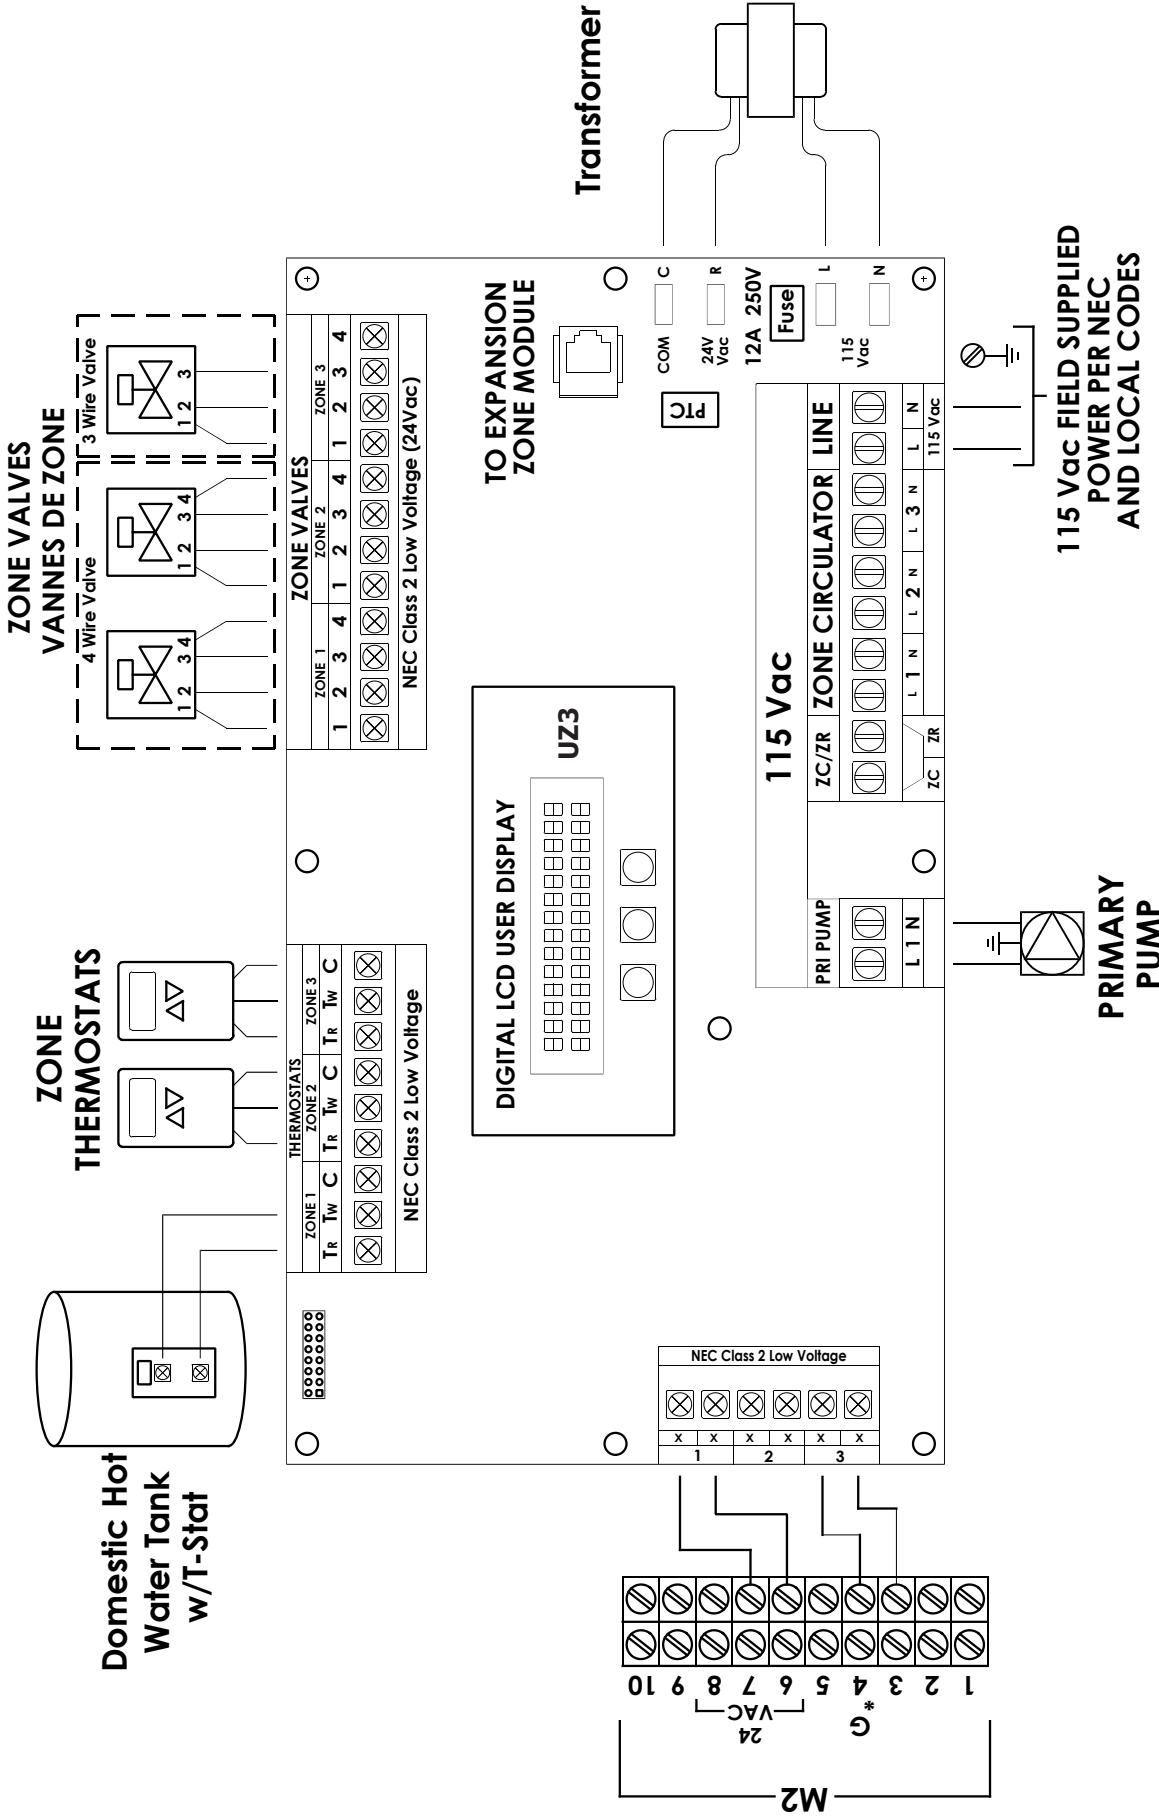 Domestic Hot
Water Tank
w/T-Stat
ZONE
THERMOSTATS
ZONE VALVES
VANNES DE ZONE
4 Wire Valve
3 Wire Valve
1 2 3 4
1 2 3 4
1 2 3
THERMOSTATS
ZONE 1
ZONE 2
ZONE 3
TR TW C TR TW C TR TW C
NEC Class 2 Low Voltage
ZONE VALVES
ZONE 1
ZONE 2
ZONE 3
1 2 3 4 1 2 3 4 1 2 3 4
NEC Class 2 Low Voltage (24Vac)
DIGITAL LCD USER DISPLAY
UZ3
TO EXPANSION
ZONE MODULE
Transformer
COM
C
24V
Vac
R
PTC
12A 250V
Fuse
L
115
Vac
N
NEC Class 2 Low Voltage
x x x x x x
1 2 3
115 Vac
PRI PUMP
L 1 N
ZC/ZR
ZC
ZR
ZONE CIRCULATOR
L 1 N L 2 N L 3 N
LINE
L N
115 Vac
PRIMARY
PUMP
115 Vac FIELD SUPPLIED
POWER PER NEC
AND LOCAL CODES
M2
24
VAC
G
*
1 2 3 4 5 6 7 8 9 10